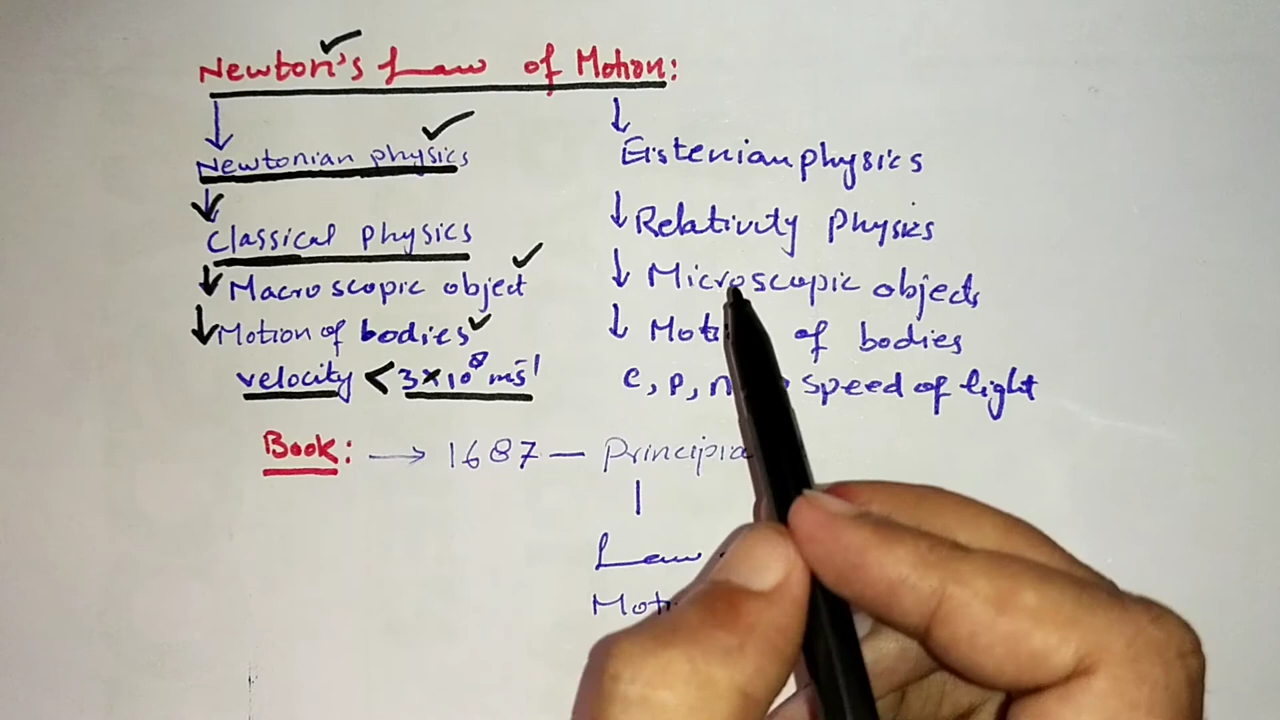 Newton's Law of Motion:
Newtonian physics
Classical physics
Macroscopic object
Motion of bodies
velocity < 3×10⁸ ms⁻¹
Eistenian physics
Relativity Physics
Microscopic objects
of bodies
e, p, speed of light
Book: → 1687 — Principia
Law